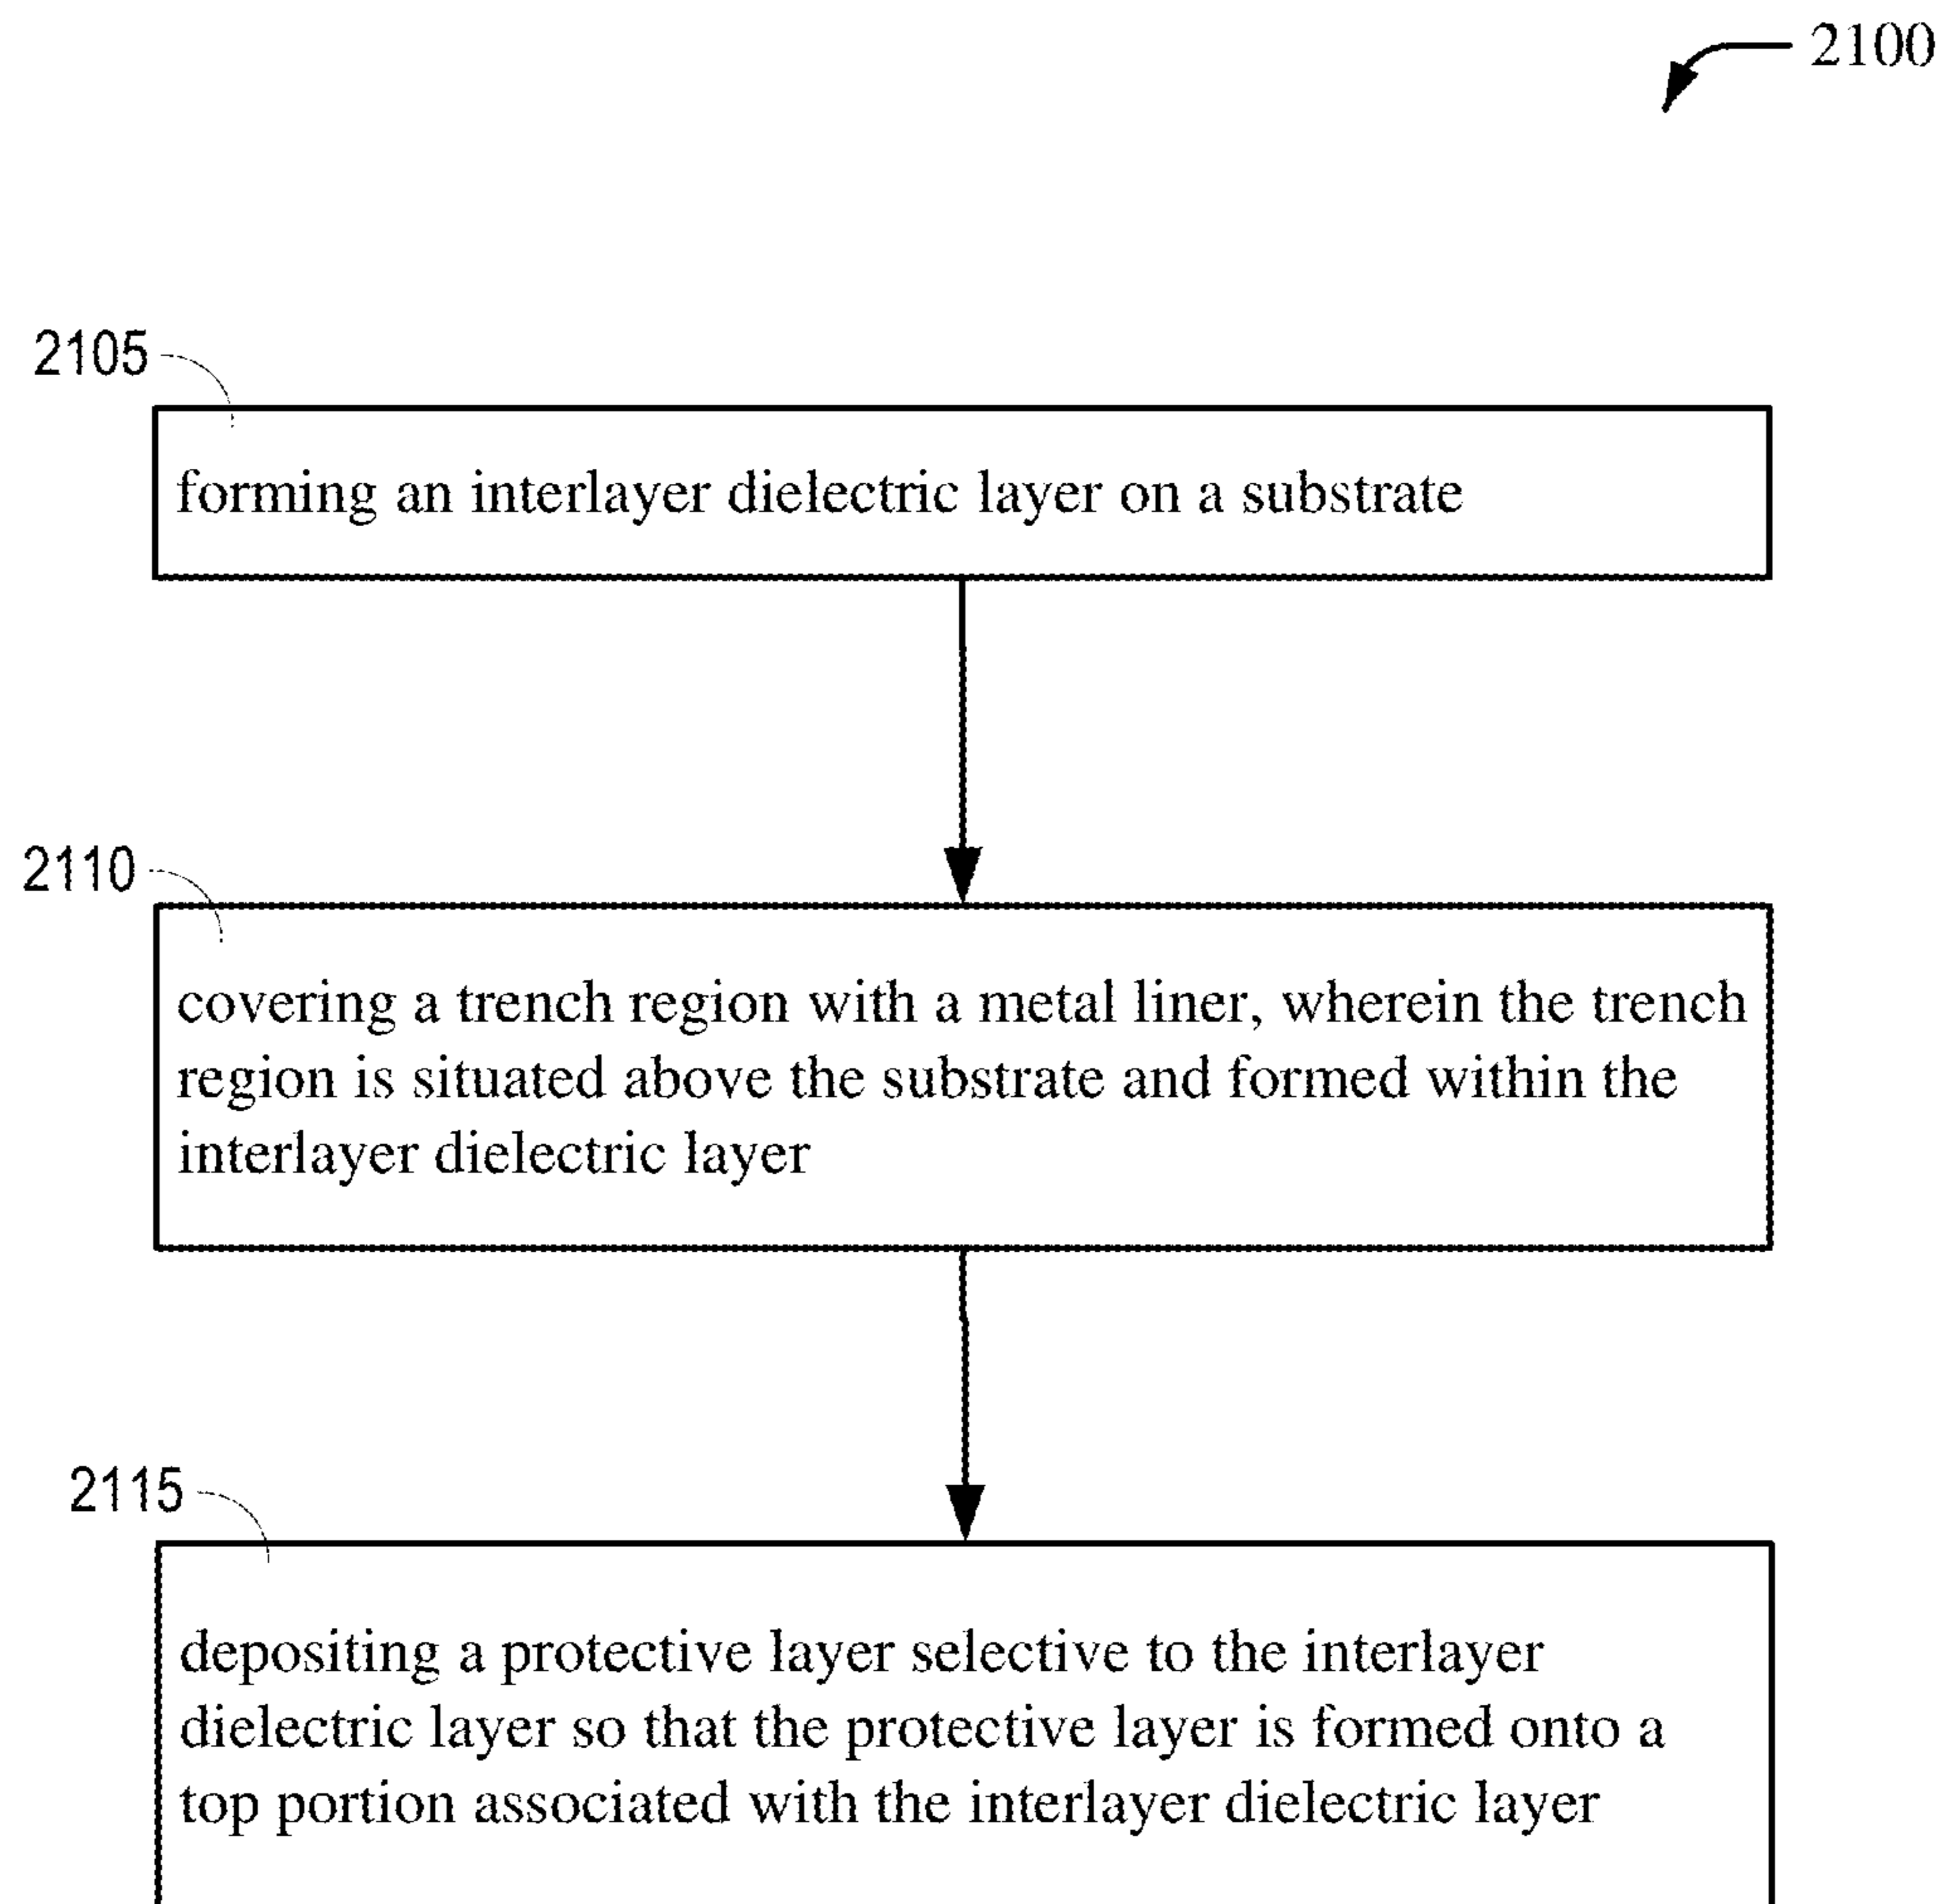 2100
2105
forming an interlayer dielectric layer on a substrate
2110
covering a trench region with a metal liner, wherein the trench
region is situated above the substrate and formed within the
interlayer dielectric layer
2115
depositing a protective layer selective to the interlayer
dielectric layer so that the protective layer is formed onto a
top portion associated with the interlayer dielectric layer